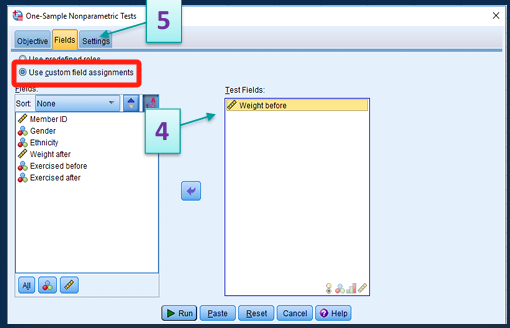 One-Sample Nonparametric Tests
5
Objective Fields Settings
Use predefined roles
Use custom field assignments
Fields:
Sort: None
Member ID
Gender
Ethnicity
Weight after
Exercised before
Exercised after
All
4
Test Fields:
Weight before
Run Paste Reset Cancel Help